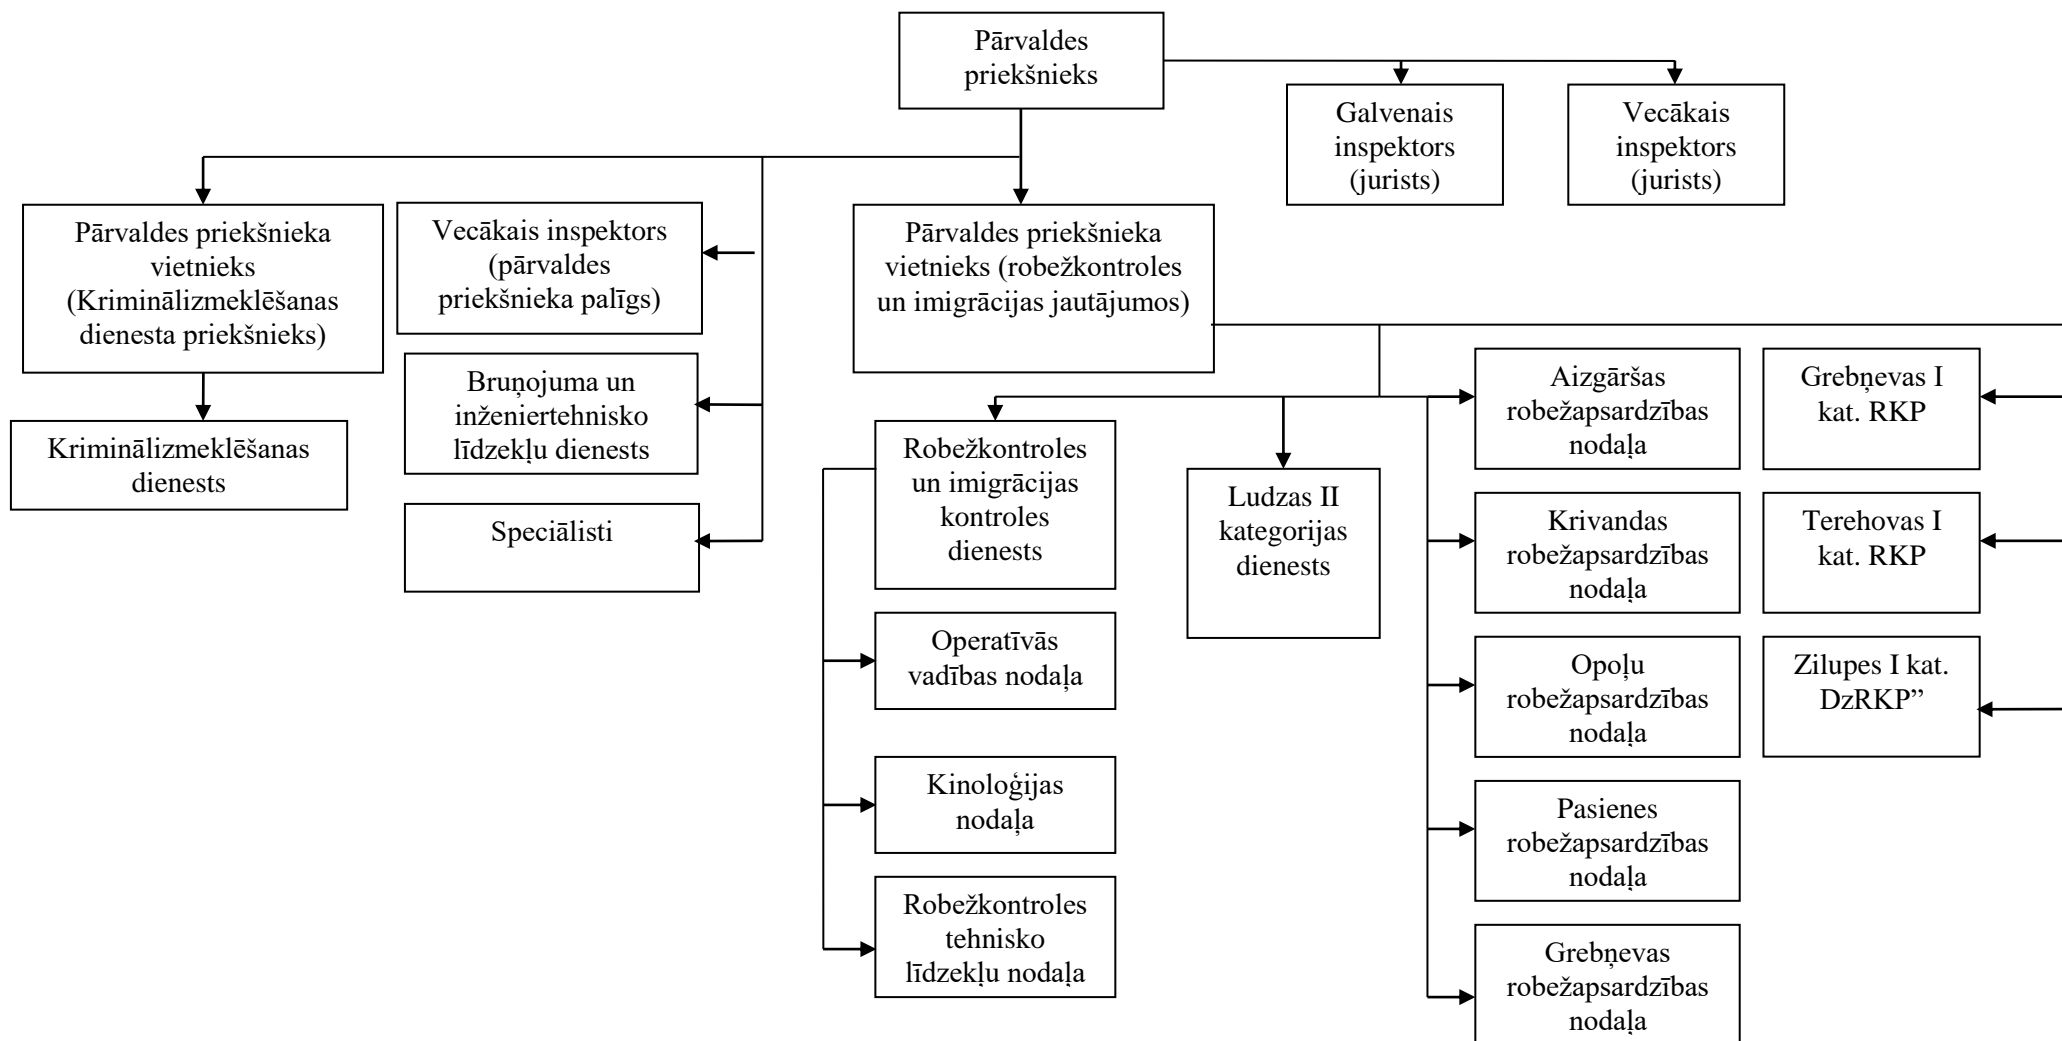 Pārvaldes
priekšnieks
Galvenais
inspektors
(jurists)
Vecākais
inspektors
(jurists)
Pārvaldes priekšnieka
vietnieks
(Kriminālizmeklēšanas
dienesta priekšnieks)
Vecākais inspektors
(pārvaldes
priekšnieka palīgs)
Pārvaldes priekšnieka
vietnieks (robežkontroles
un imigrācijas jautājumos)
Kriminālizmeklēšanas
dienests
Bruņojuma un
inženiertehnisko
līdzekļu dienests
Speciālisti
Robežkontroles
un imigrācijas
kontroles
dienests
Operatīvās
vadības nodaļa
Kinoloģijas
nodaļa
Robežkontroles
tehnisko
līdzekļu nodaļa
Ludzas II
kategorijas
dienests
Aizgāršas
robežapsardzības
nodaļa
Krivandas
robežapsardzības
nodaļa
Opoļu
robežapsardzības
nodaļa
Pasienes
robežapsardzības
nodaļa
Grebņevas
robežapsardzības
nodaļa
Grebņevas I
kat. RKP
Terehovas I
kat. RKP
Zilupes I kat.
DzRKP”